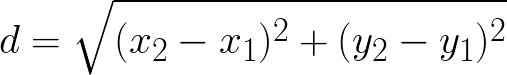 d = √((x₂ − x₁)² + (y₂ − y₁)²)